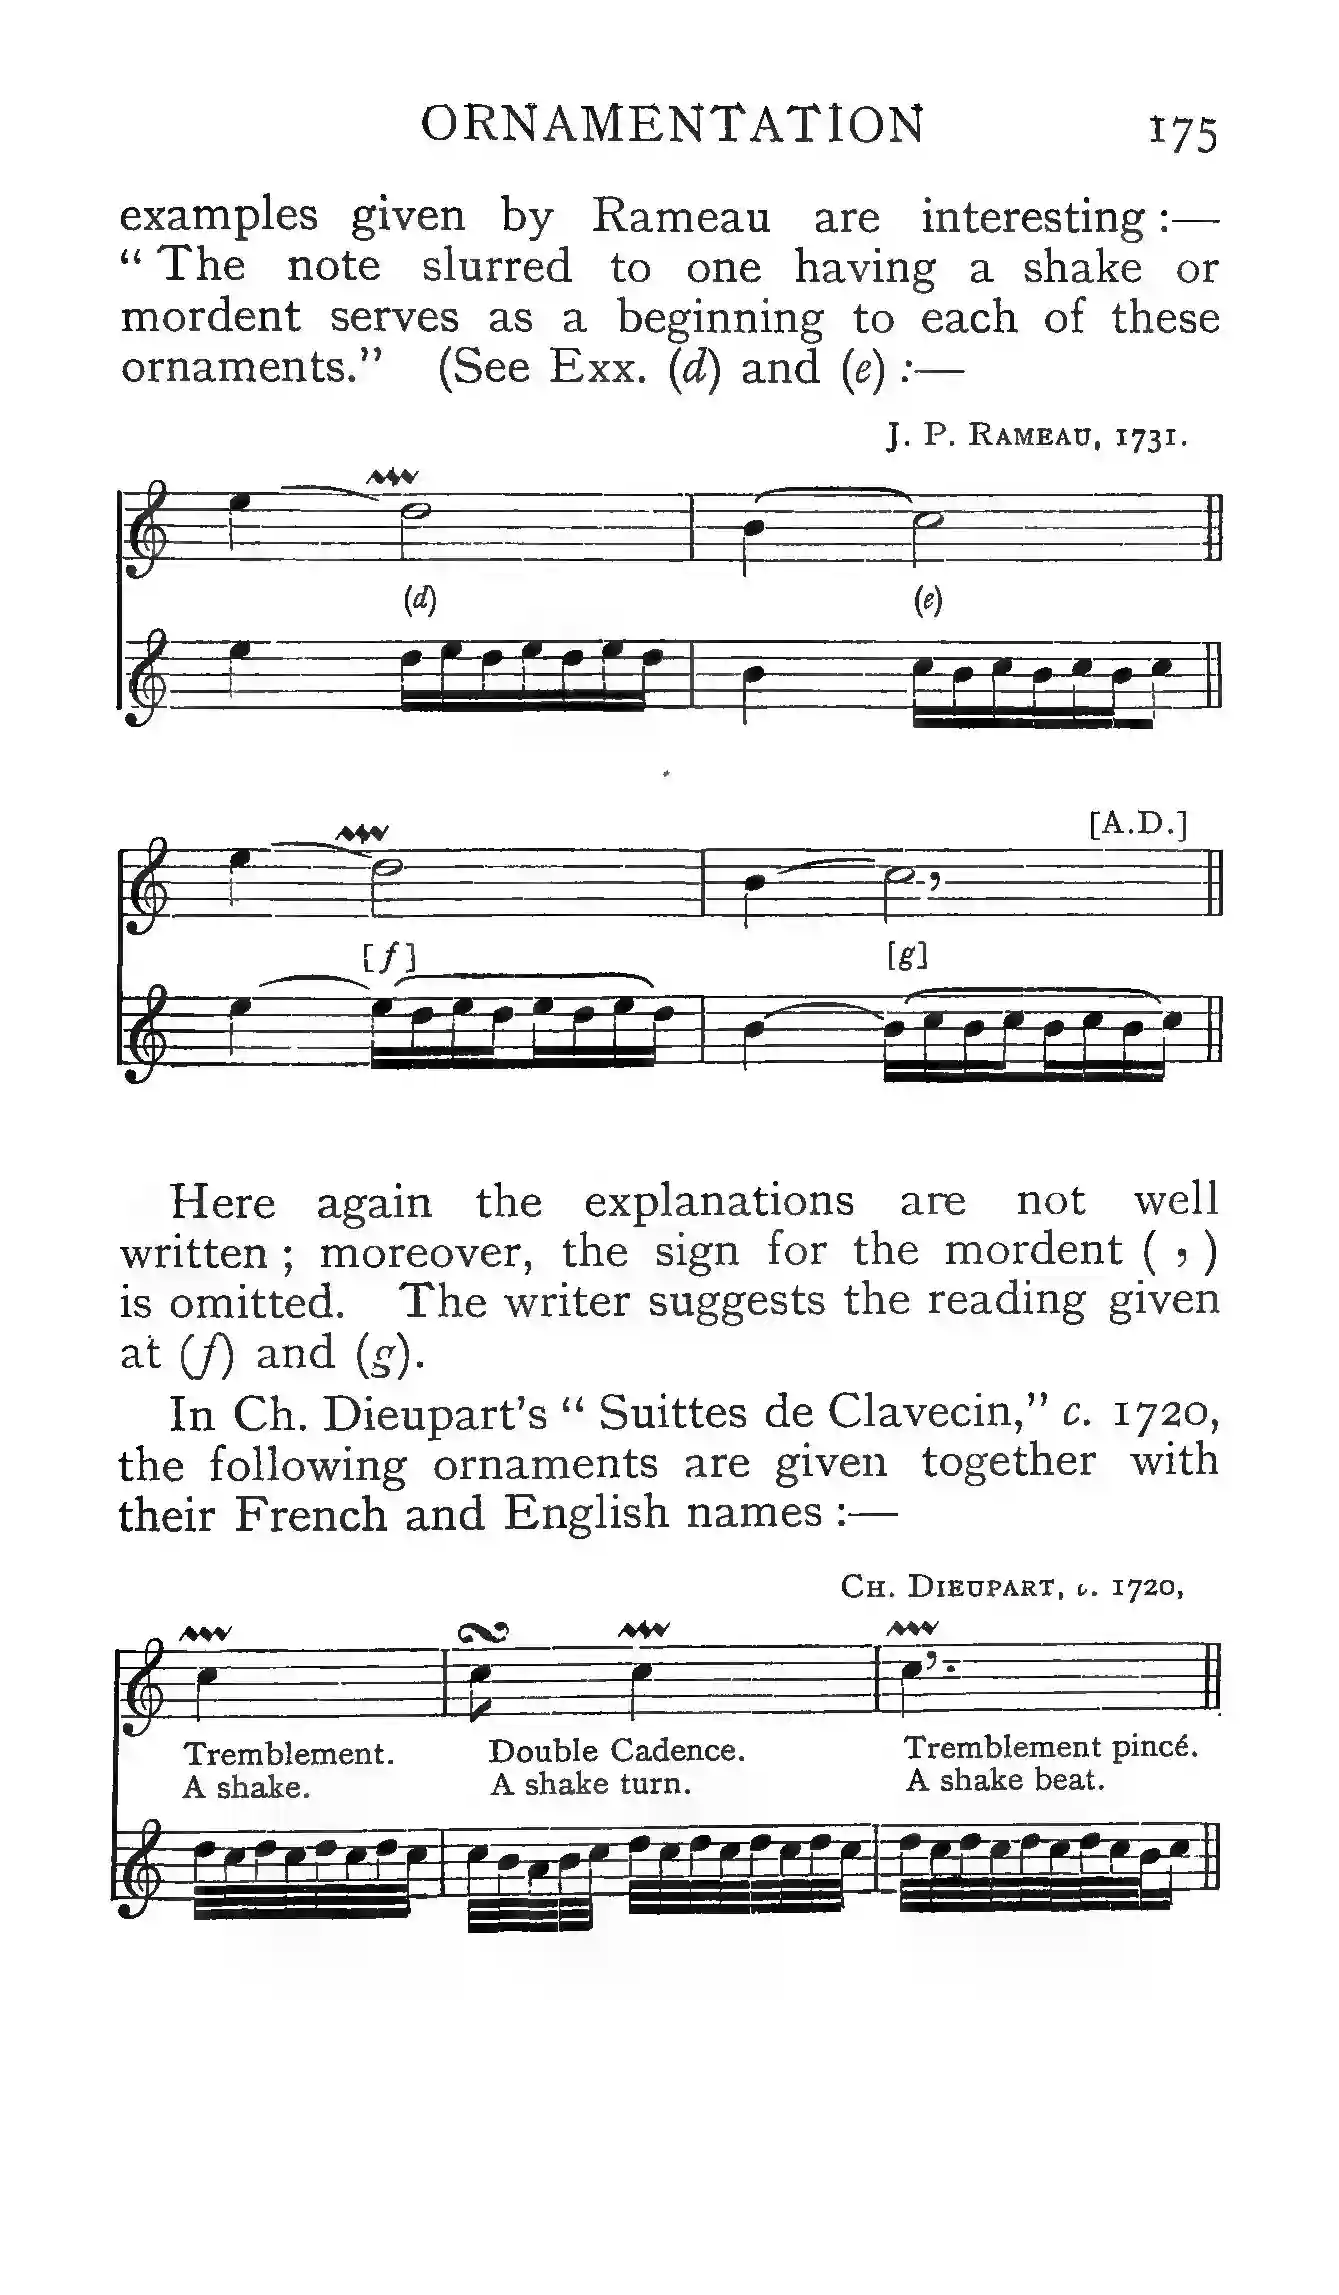 ORNAMENTATION 175
examples given by Rameau are interesting :—
“ The note slurred to one having a shake or
mordent serves as a beginning to each of these
ornaments.” (See Exx. (d) and (e) :—
J. P. RAMEAU, 1731.
(d) (e)
[A.D.]
[f] [g]
Here again the explanations are not well
written ; moreover, the sign for the mordent ( , )
is omitted. The writer suggests the reading given
at (f) and (g).
In Ch. Dieupart’s “ Suittes de Clavecin,” c. 1720,
the following ornaments are given together with
their French and English names :—
CH. DIEUPART, c. 1720,
Tremblement. Double Cadence. Tremblement pincé.
A shake. A shake turn. A shake beat.